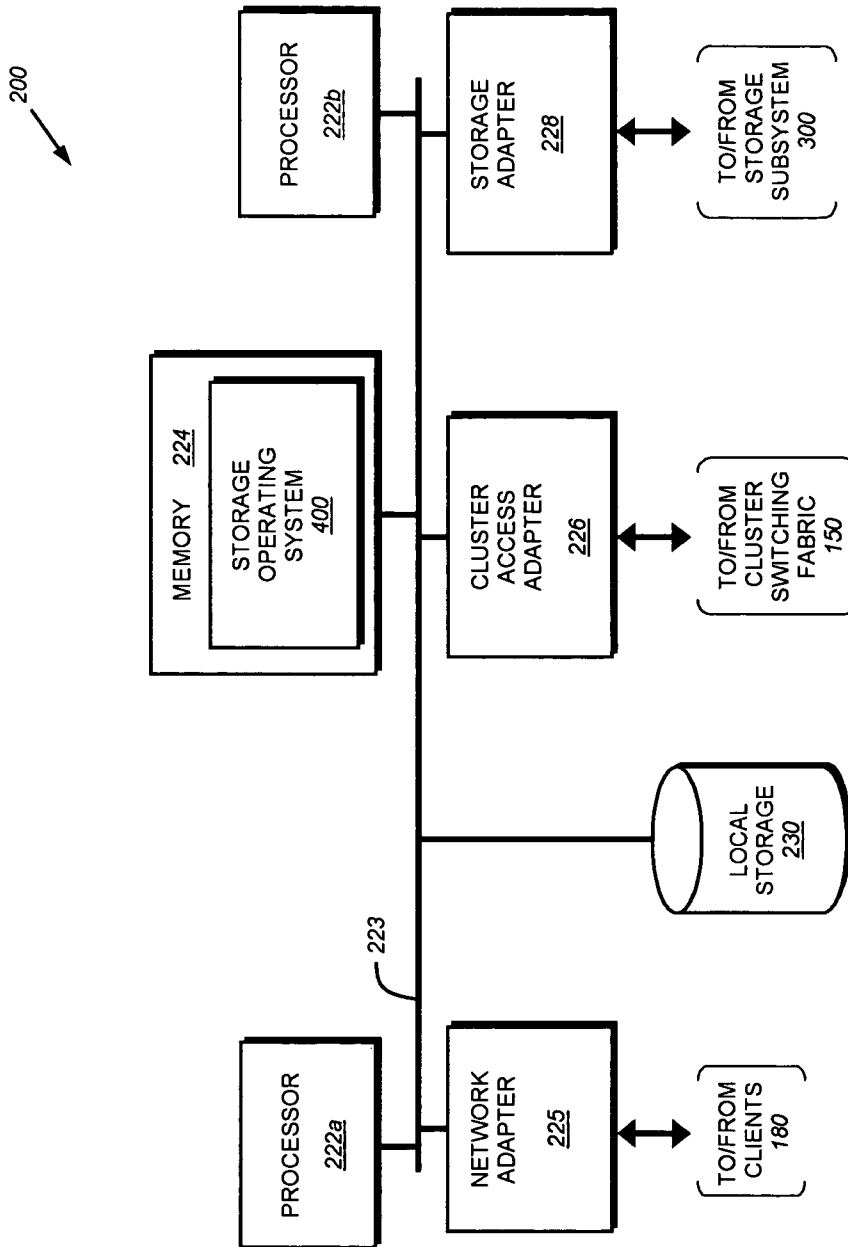 200
PROCESSOR
222a
MEMORY 224
STORAGE
OPERATING
SYSTEM
400
PROCESSOR
222b
223
NETWORK
ADAPTER
225
LOCAL
STORAGE
230
CLUSTER
ACCESS
ADAPTER
226
STORAGE
ADAPTER
228
TO/FROM
CLIENTS
180
TO/FROM
CLUSTER
SWITCHING
FABRIC
150
TO/FROM
STORAGE
SUBSYSTEM
300